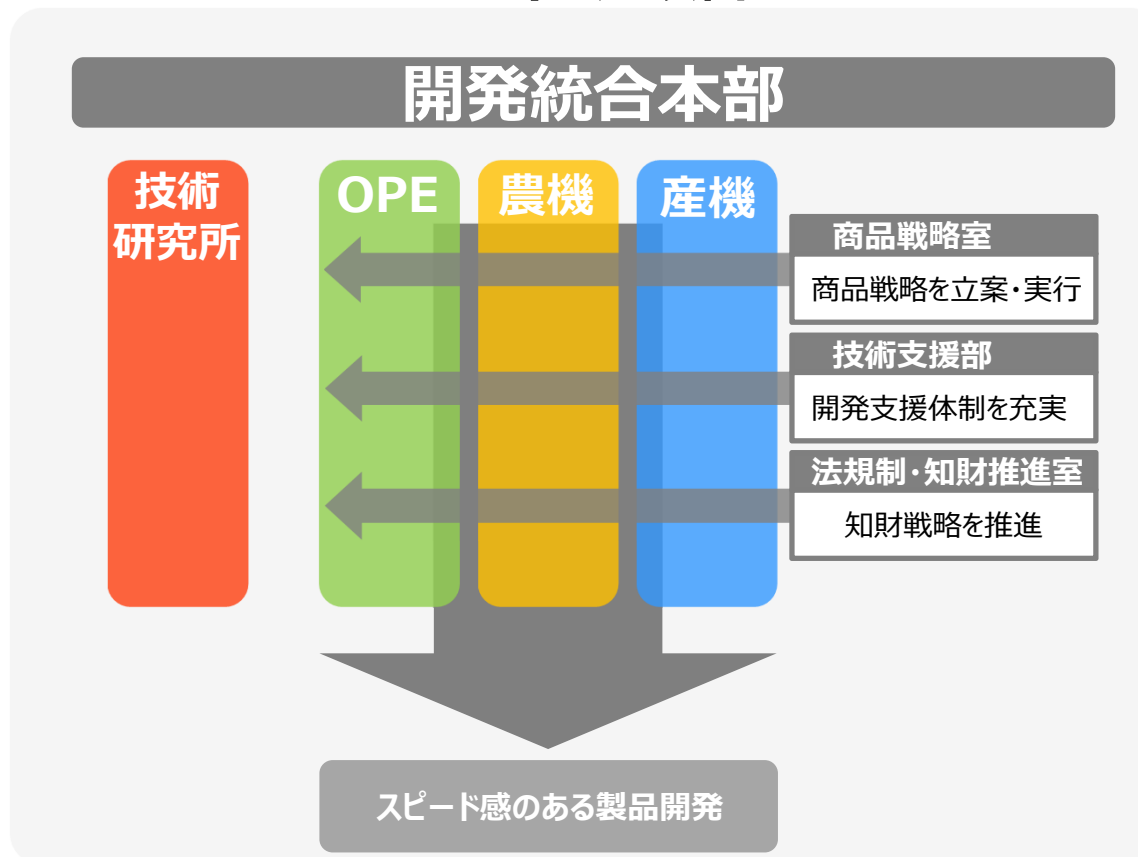 開発統合本部
技術
研究所
OPE
農機
産機
商品戦略室
商品戦略を立案・実行
技術支援部
開発支援体制を充実
法規制・知財推進室
知財戦略を推進
スピード感のある製品開発